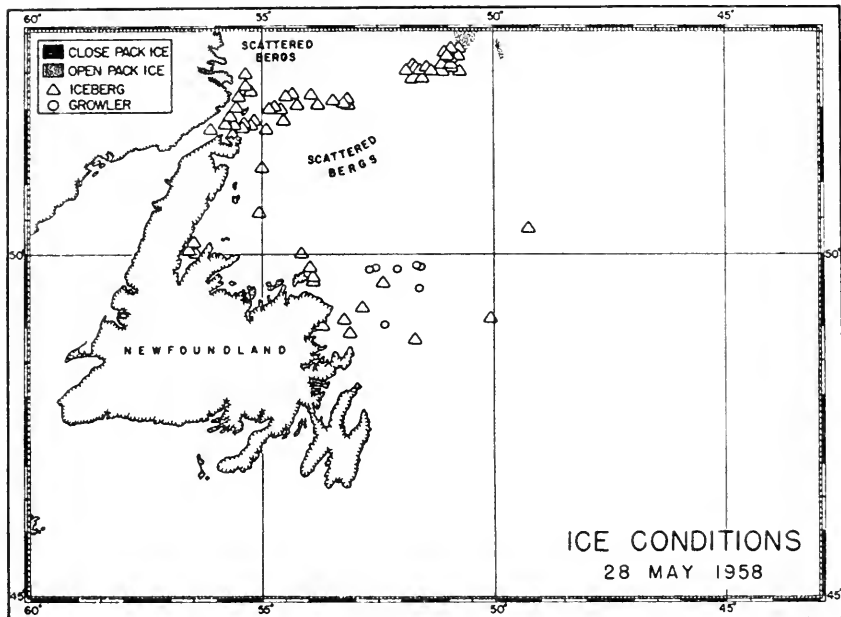 60°
55°
50°
45°
CLOSE PACK ICE
OPEN PACK ICE
ICEBERG
GROWLER
SCATTERED
BERGS
SCATTERED
BERGS
50°
50°
NEWFOUNDLAND
ICE CONDITIONS
28 MAY 1958
45°
45°
60°
55°
50°
45°